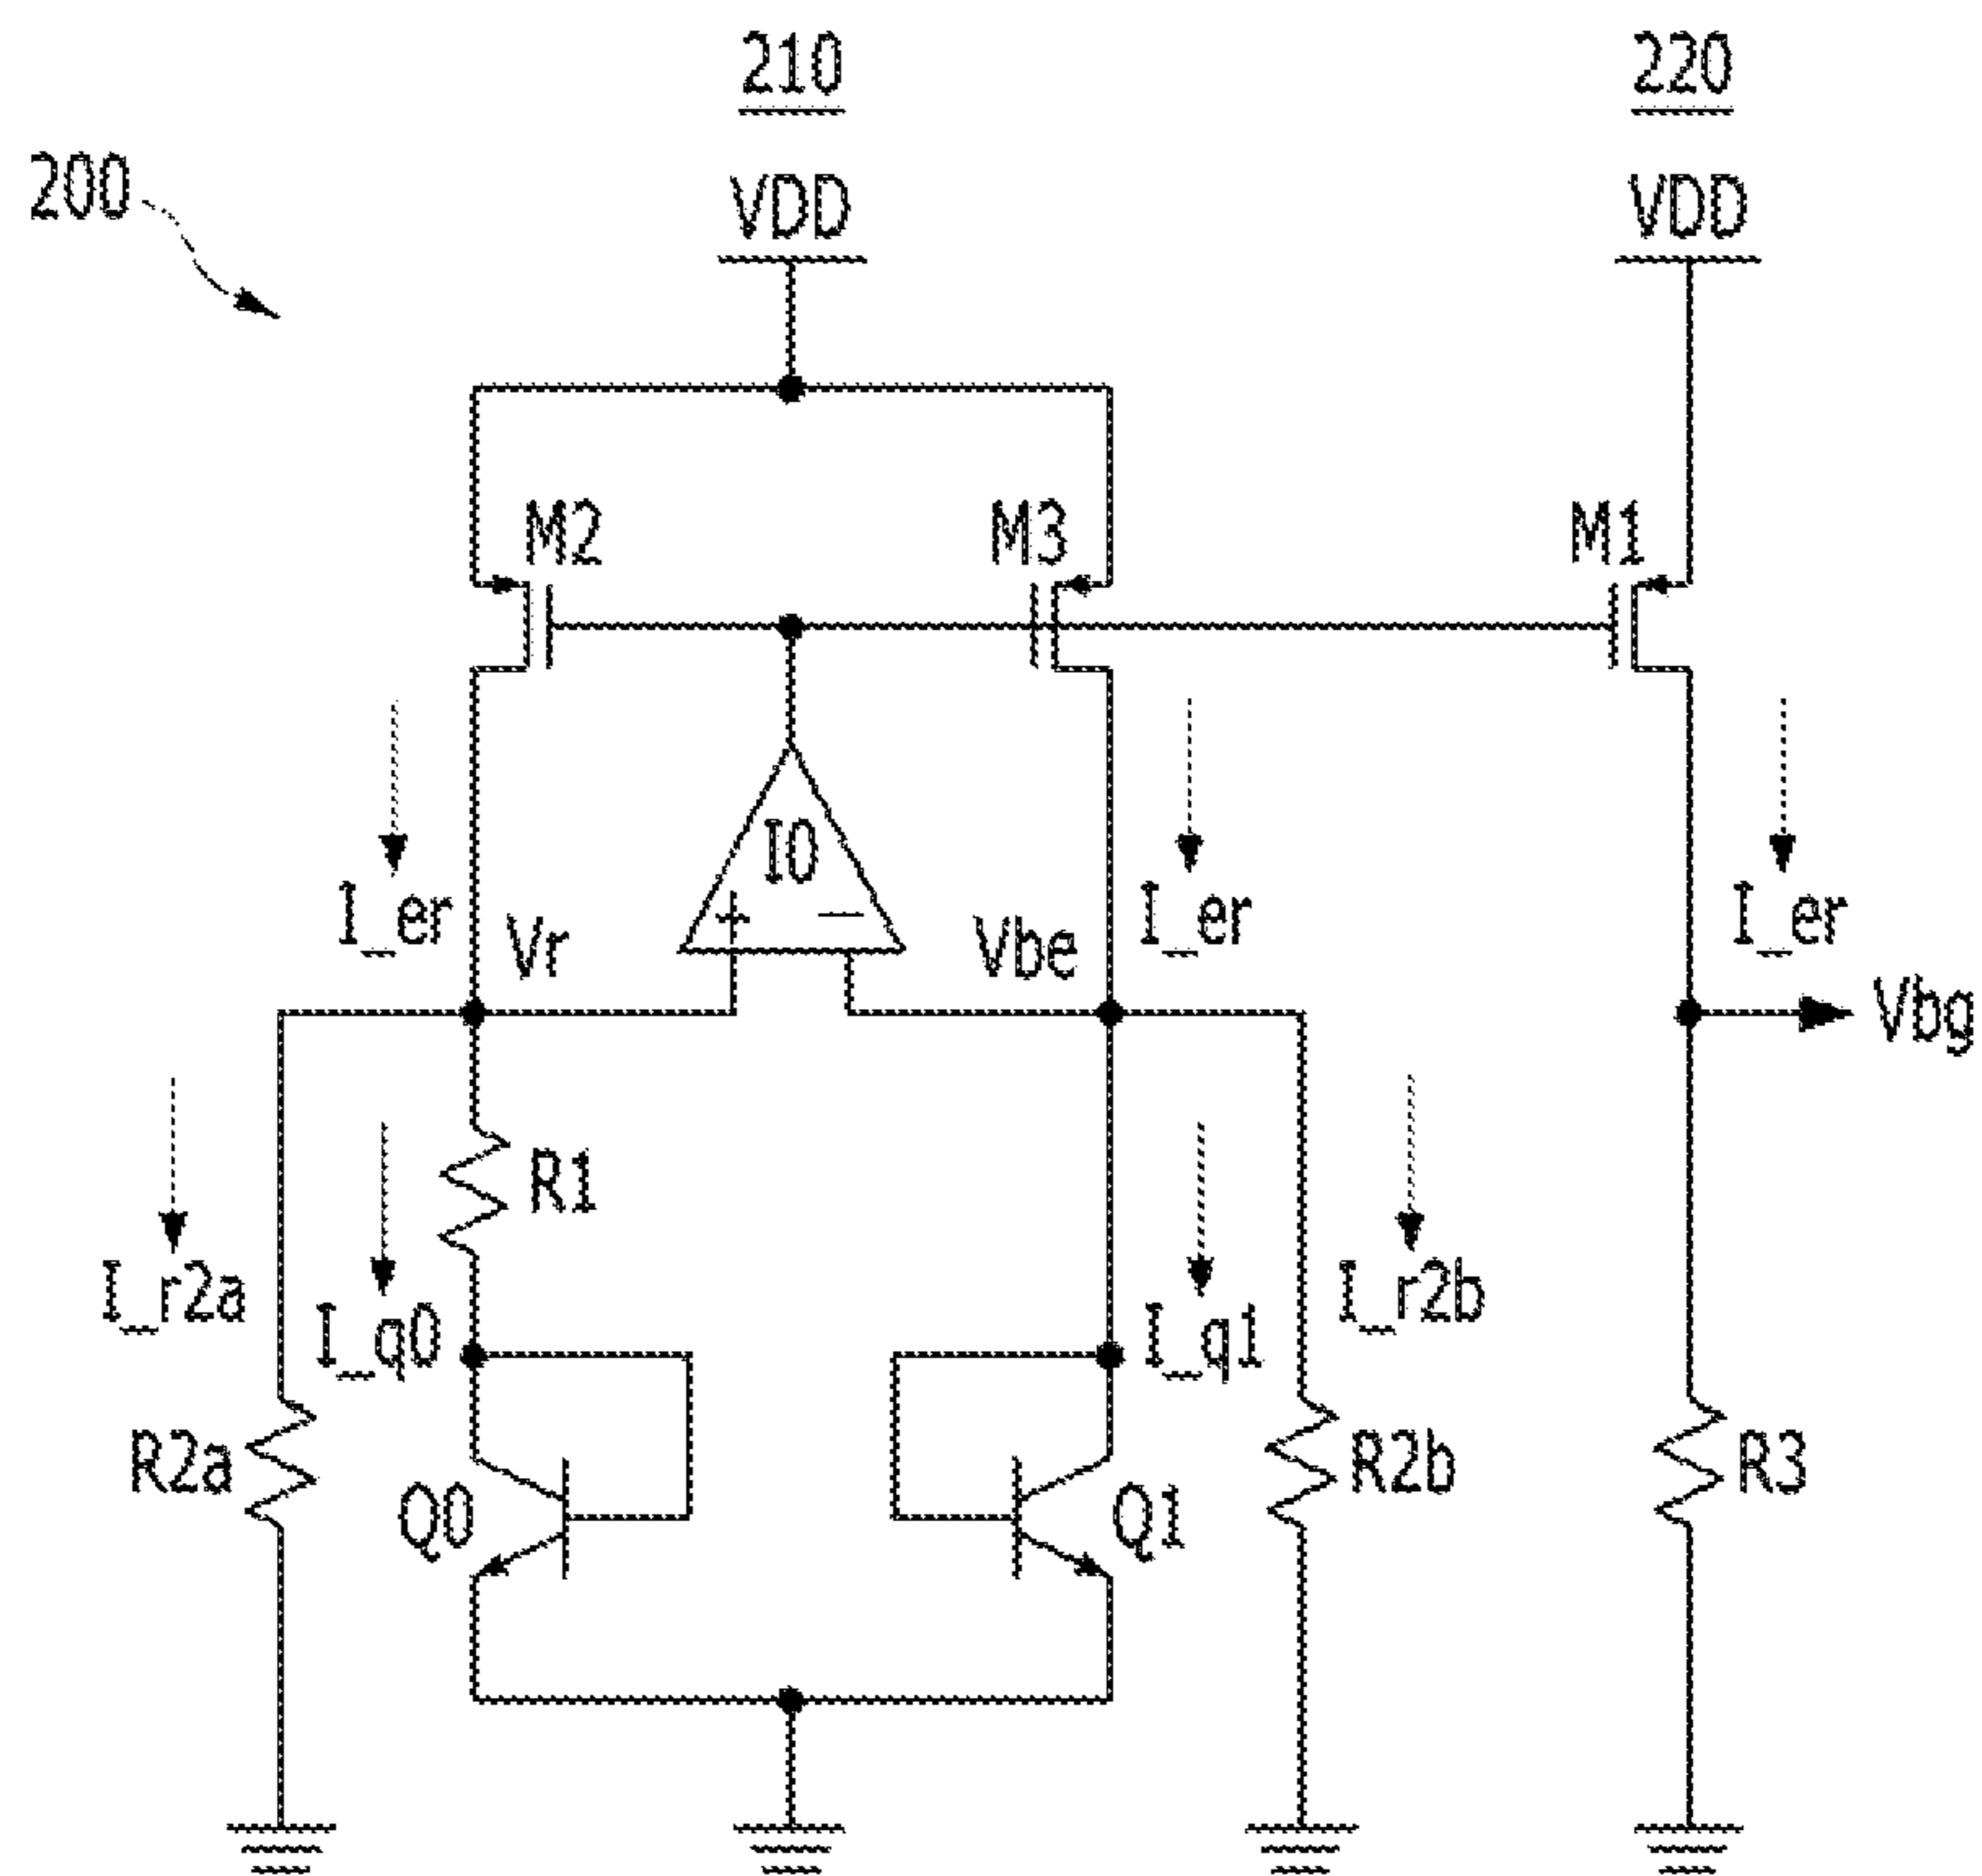 210
220
200
VDD
VDD
M2
M3
M1
I0
+
−
I_er
Vr
Vbe
I_er
I_er
Vbg
R1
I_r2a
I_q0
I_q1
I_r2b
R2a
Q0
Q1
R2b
R3